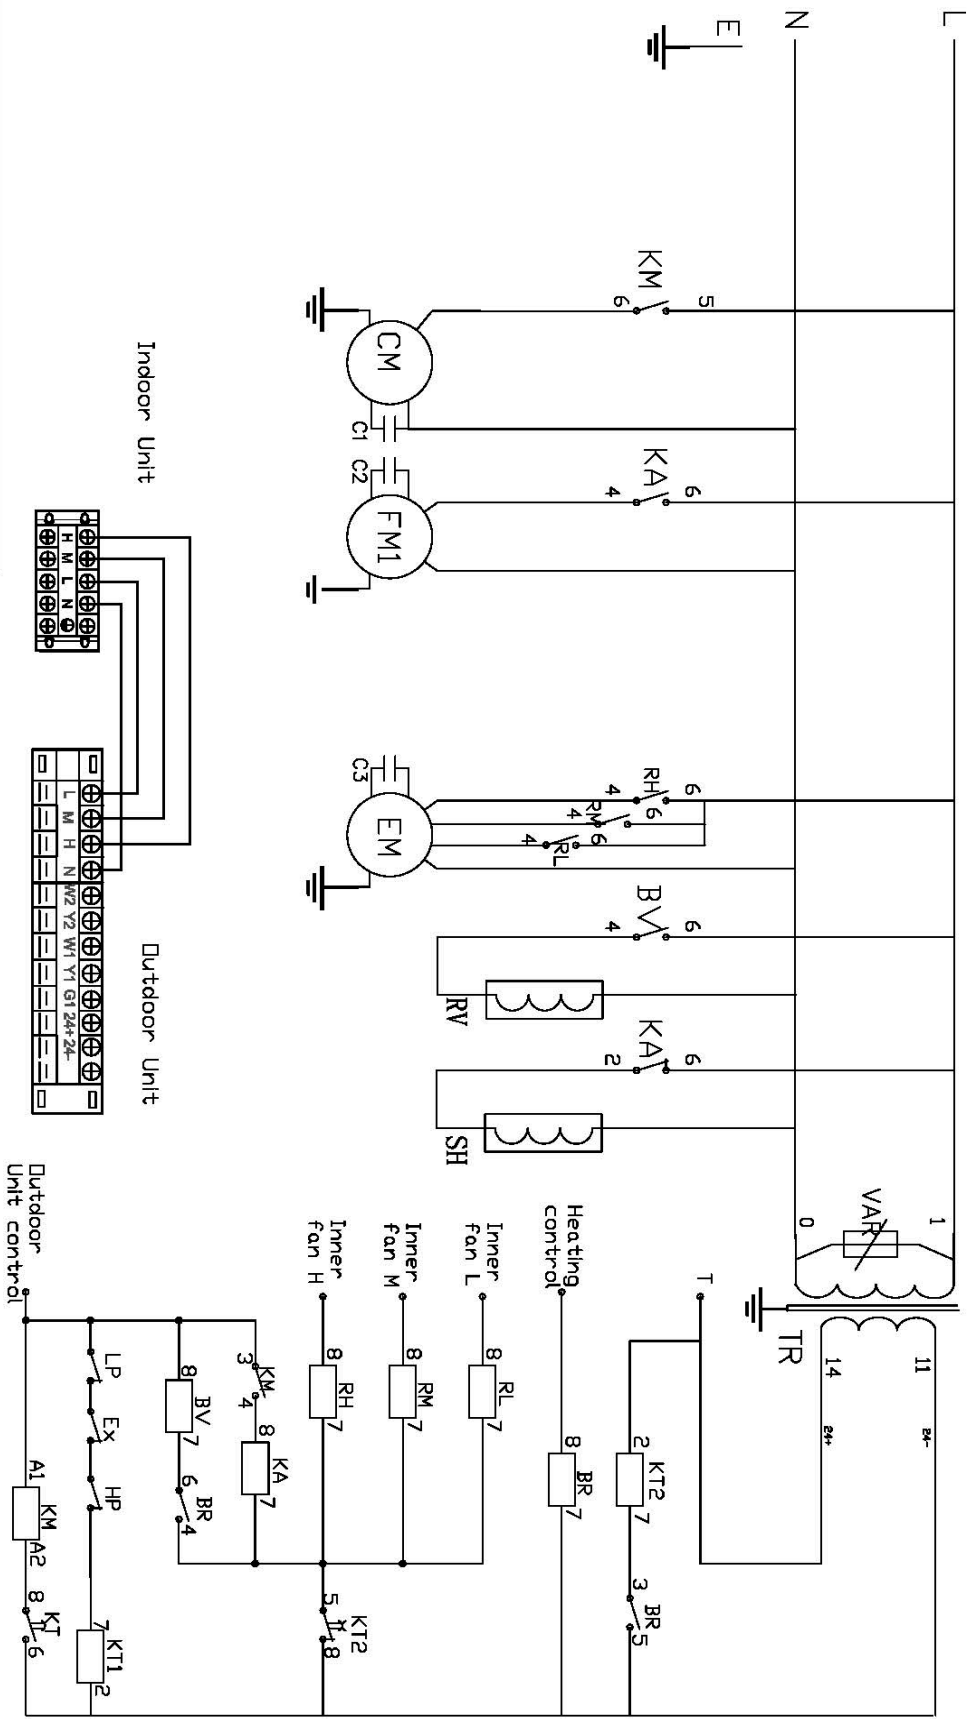 L
N
E
KM
5
6
CM
C1
KA
6
4
C2
FM1
RH
6
4
RM
6
4
RL
6
4
C3
EM
BV
6
4
RV
KA
6
2
SH
VAR
1
0
TR
11
24-
14
24+
T
2
KT2
7
3
BR
5
Heating
control
8
BR
7
Inner
fan L
8
RL
7
Inner
fan M
8
RM
7
Inner
fan H
8
RH
7
5
KT2
8
3
KM
4
8
KA
7
8
BV
7
6
BR
4
LP
Ex
HP
7
KT1
2
Outdoor
Unit control
A1
KM
A2
8
KT
6
Indoor Unit
H M L N
Outdoor Unit
L M H N W2 Y2 W1 Y1 G1 24+ 24-